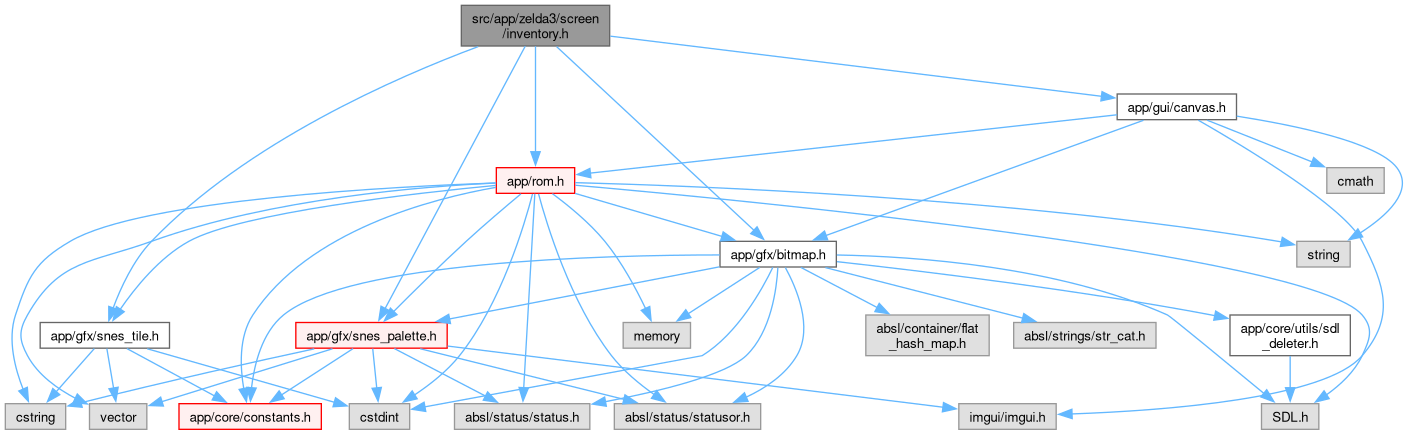 src/app/zelda3/screen
/inventory.h
app/gui/canvas.h
app/rom.h
cmath
app/gfx/bitmap.h
string
app/gfx/snes_tile.h
app/gfx/snes_palette.h
memory
absl/container/flat
_hash_map.h
absl/strings/str_cat.h
app/core/utils/sdl
_deleter.h
cstring
vector
app/core/constants.h
cstdint
absl/status/status.h
absl/status/statusor.h
imgui/imgui.h
SDL.h